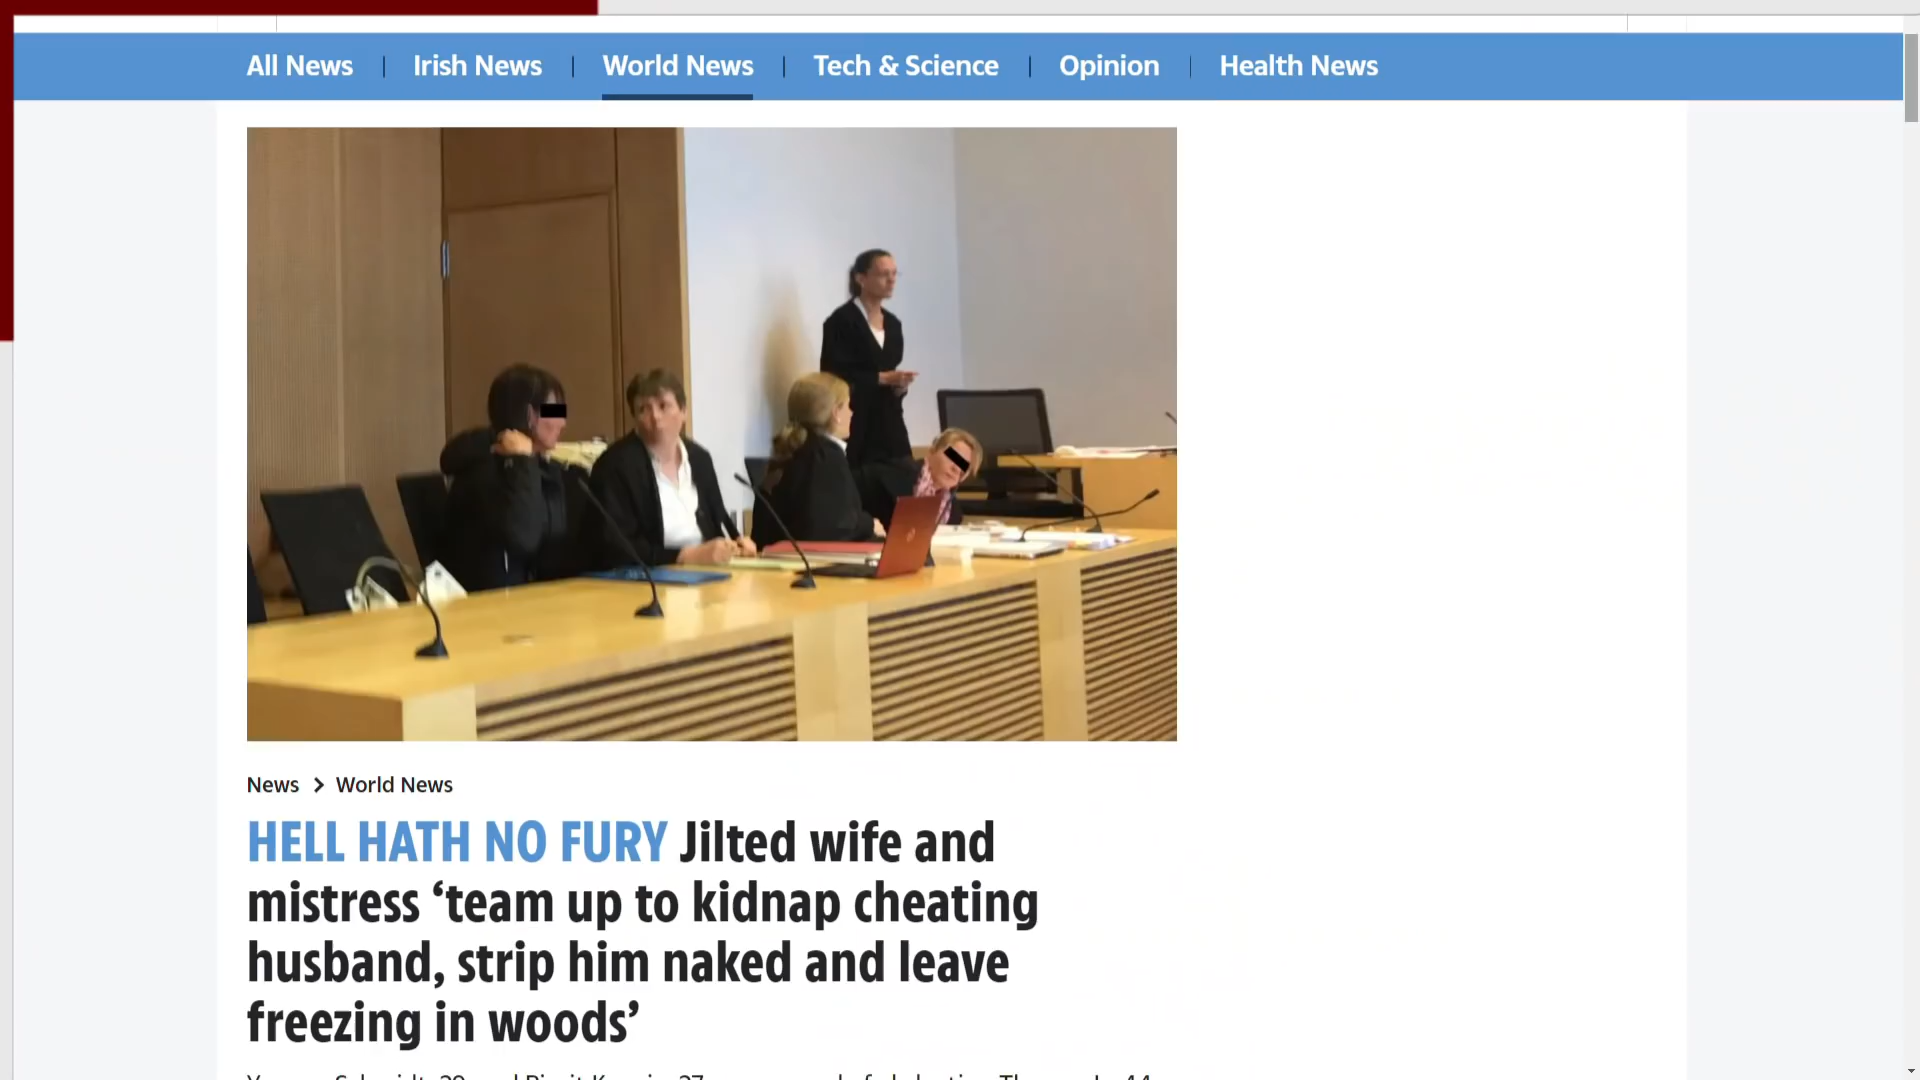 All News | Irish News | World News | Tech & Science | Opinion | Health News
News > World News
HELL HATH NO FURY Jilted wife and
mistress ‘team up to kidnap cheating
husband, strip him naked and leave
freezing in woods’